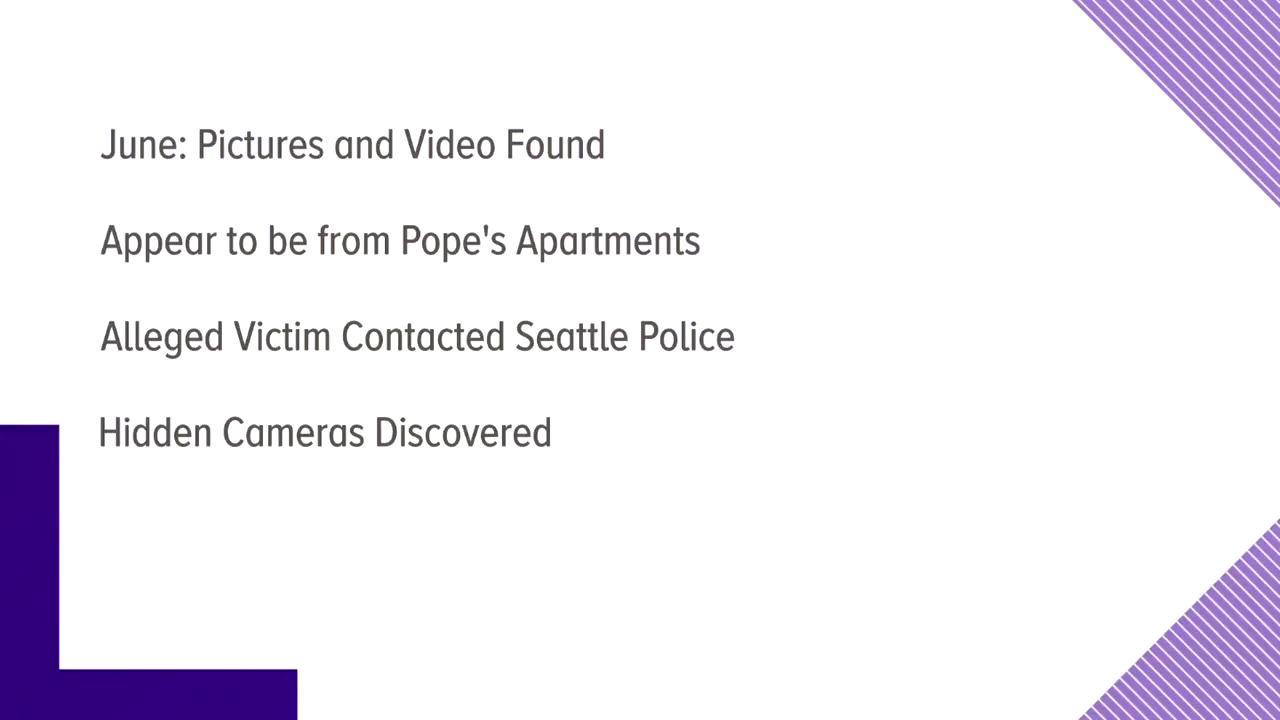 June: Pictures and Video Found
Appear to be from Pope's Apartments
Alleged Victim Contacted Seattle Police
Hidden Cameras Discovered